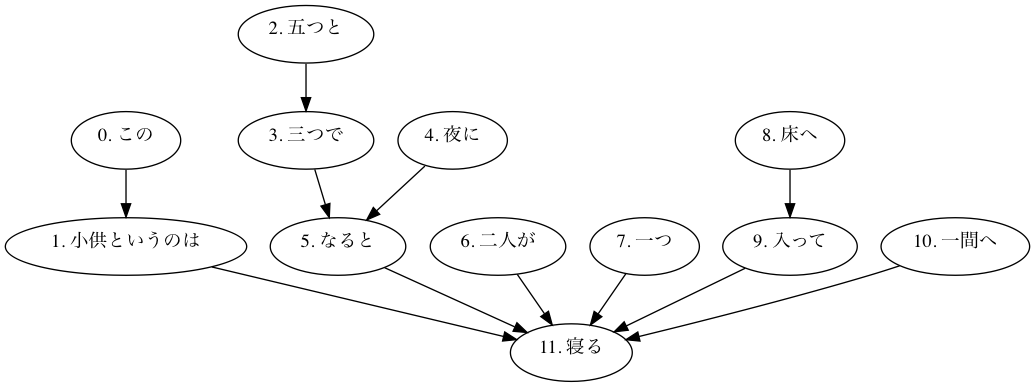 2. 五つと
0. この
3. 三つで
4. 夜に
8. 床へ
1. 小供というのは
5. なると
6. 二人が
7. 一つ
9. 入って
10. 一間へ
11. 寝る